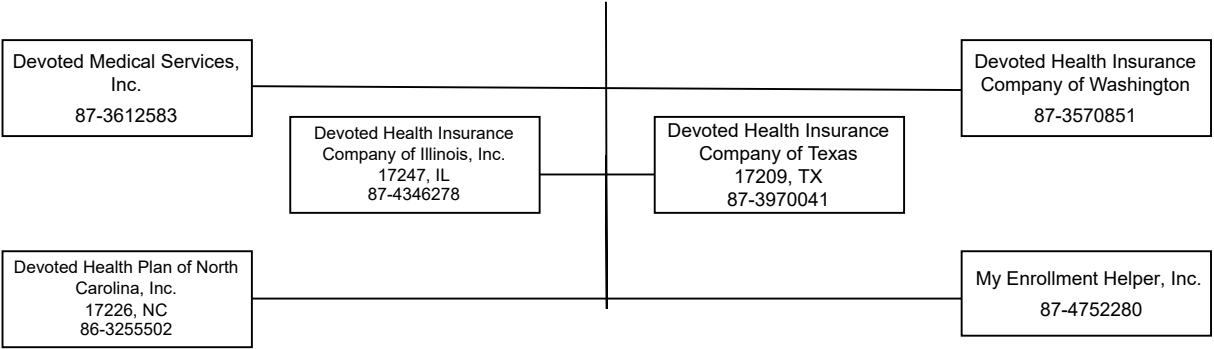 Devoted Medical Services,
Inc.
87-3612583
Devoted Health Insurance
Company of Washington
87-3570851
Devoted Health Insurance
Company of Illinois, Inc.
17247, IL
87-4346278
Devoted Health Insurance
Company of Texas
17209, TX
87-3970041
Devoted Health Plan of North
Carolina, Inc.
17226, NC
86-3255502
My Enrollment Helper, Inc.
87-4752280